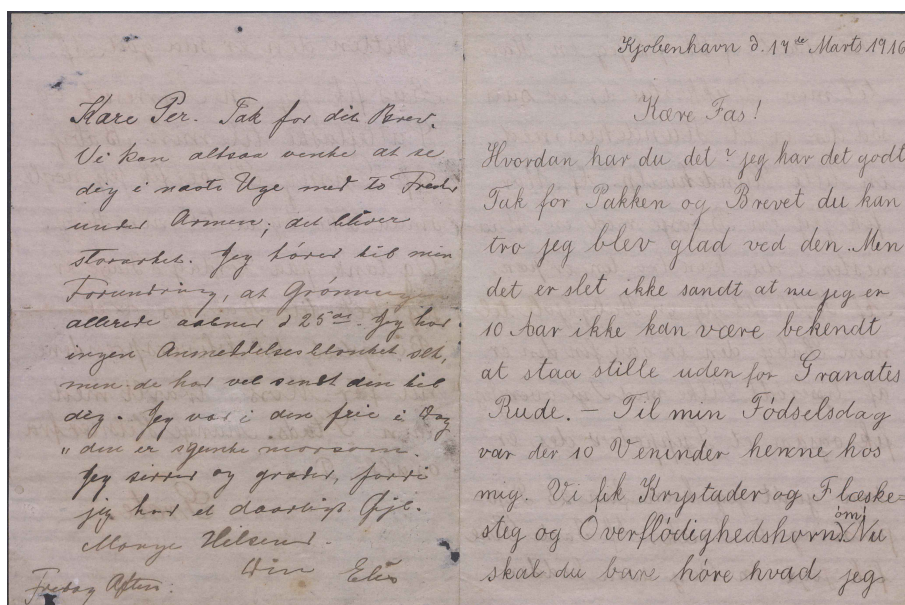 Kære Per. Tak for dit Brev.
Vi kan altsaa vente at se
dig i næste Uge med to Freder
under Armen; det bliver
storartet. Jeg hører til min
Forundring, at Grønning
allerede aabner d 25de. Jeg har
ingen Anmeldelsesblanket set,
men de har vel sendt den til
dig. Jeg var i den frie i Dag
"den er morsom.
Jeg sidder og græder, fordi
jeg har et daarligt Øje.
Mange Hilsener.
Din Elis
Fredag Aften.
Kjøbenhavn d. 17de Marts 1916
Kære Fas!
Hvordan har du det? jeg har det godt
Tak for Pakken og Brevet du kan
tro jeg blev glad ved den. Men
det er slet ikke sandt at nu jeg er
10 Aar ikke kan være bekendt
at staa stille uden for Granates
Rude. – Til min Fødselsdag
var der 10 Veninder henne hos
mig. Vi fik Krystader og Flæske=
steg og Overflødighedshorn. Nu
skal du bare høre hvad jeg